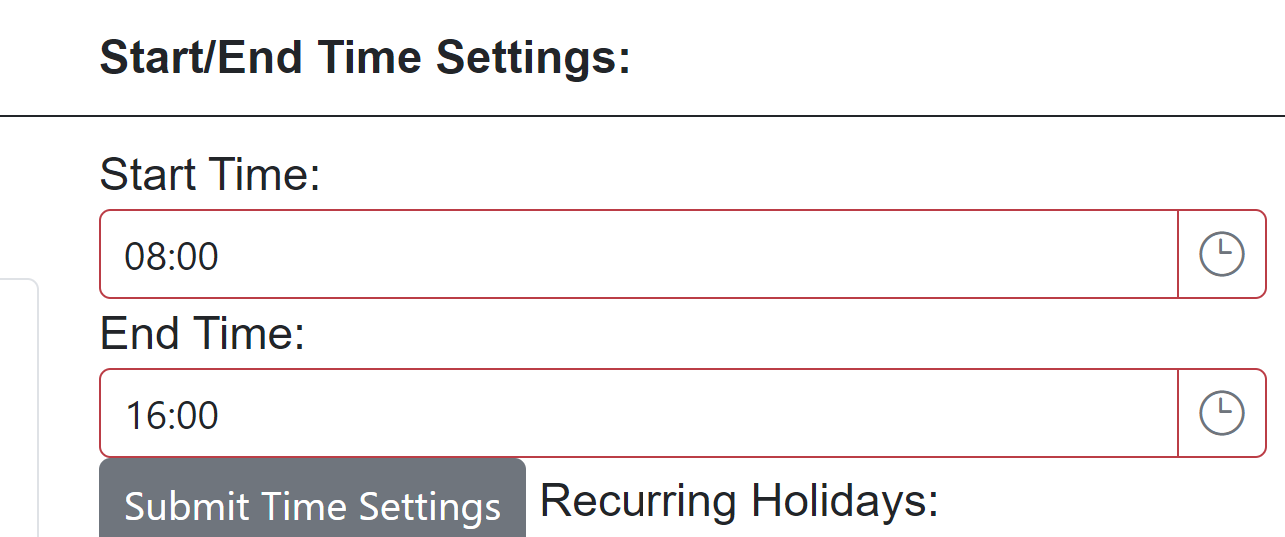 Start/End Time Settings:
Start Time:
08:00
End Time:
16:00
Submit Time Settings Recurring Holidays: